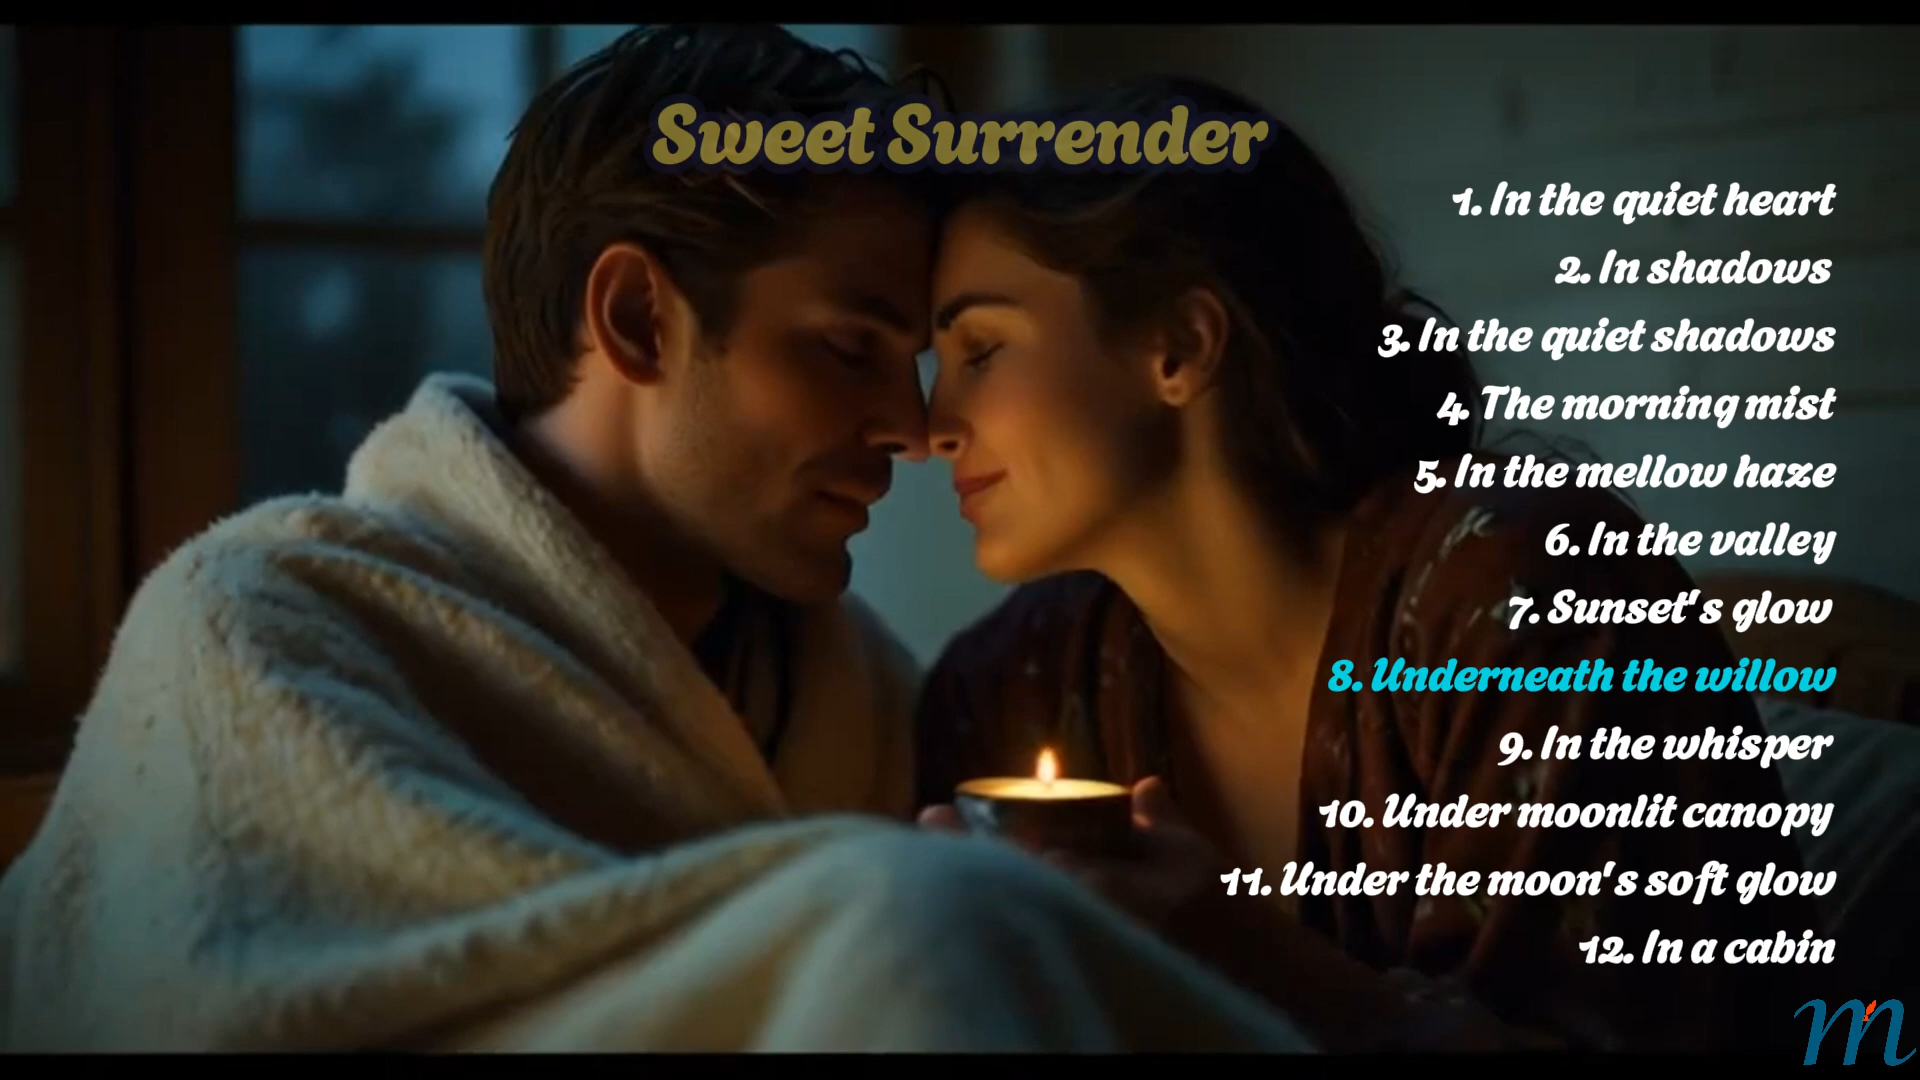 Sweet Surrender
1. In the quiet heart
2. In shadows
3. In the quiet shadows
4. The morning mist
5. In the mellow haze
6. In the valley
7. Sunset's glow
8. Underneath the willow
9. In the whisper
10. Under moonlit canopy
11. Under the moon's soft glow
12. In a cabin
m